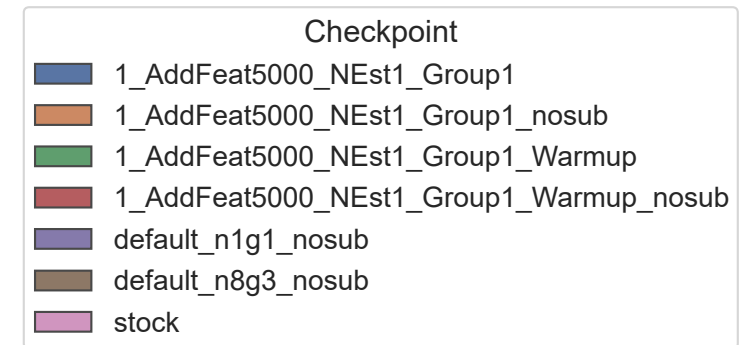 Checkpoint
1_AddFeat5000_NEst1_Group1
1_AddFeat5000_NEst1_Group1_nosub
1_AddFeat5000_NEst1_Group1_Warmup
1_AddFeat5000_NEst1_Group1_Warmup_nosub
default_n1g1_nosub
default_n8g3_nosub
stock